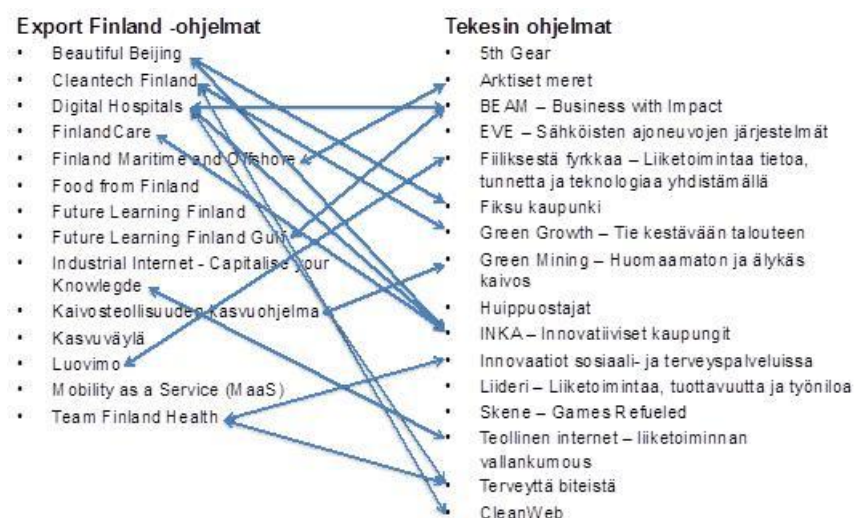 Export Finland -ohjelmat
• Beautiful Beijing
• Cleantech Finland
• Digital Hospitals
• FinlandCare
• Finland Maritime and Offshore
• Food from Finland
• Future Learning Finland
• Future Learning Finland Gulf
• Industrial Internet - Capitalise your
Knowlegde
• Kaivosteollisuuden kasvuohjelma
• Kasvuväylä
• Luovimo
• Mobility as a Service (MaaS)
• Team Finland Health
Tekesin ohjelmat
• 5th Gear
• Arktiset meret
• BEAM – Business with Impact
• EVE – Sähköisten ajoneuvojen järjestelmät
• Fiiliksestä fyrkkaa – Liiketoimintaa tietoa,
tunnetta ja teknologiaa yhdistämällä
• Fiksu kaupunki
• Green Growth – Tie kestävään talouteen
• Green Mining – Huomaamaton ja älykäs
kaivos
• Huippuostajat
• INKA – Innovatiiviset kaupungit
• Innovaatiot sosiaali- ja terveyspalveluissa
• Liideri – Liiketoimintaa, tuottavuutta ja työniloa
• Skene – Games Refueled
• Teollinen internet – liiketoiminnan
vallankumous
• Terveyttä biteistä
• CleanWeb